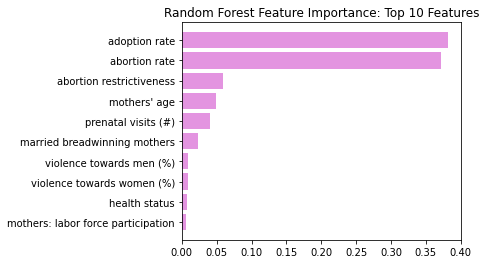 Random Forest Feature Importance: Top 10 Features
adoption rate
abortion rate
abortion restrictiveness
mothers' age
prenatal visits (#)
married breadwinning mothers
violence towards men (%)
violence towards women (%)
health status
mothers: labor force participation
0.00 0.05 0.10 0.15 0.20 0.25 0.30 0.35 0.40